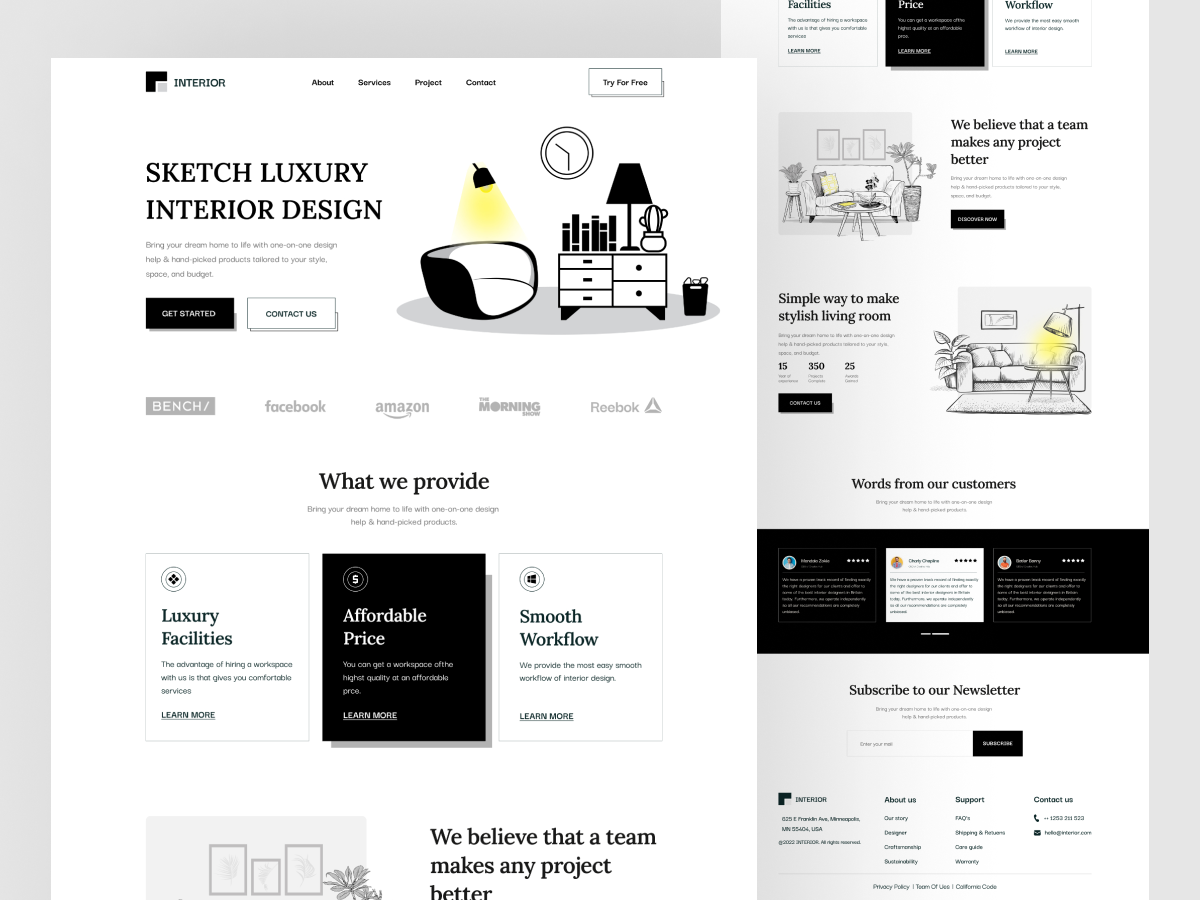 INTERIOR
About
Services
Project
Contact
Try For Free
SKETCH LUXURY
INTERIOR DESIGN
Bring your dream home to life with one-on-one design
help & hand-picked products tailored to your style,
space, and budget.
GET STARTED
CONTACT US
BENCH/
facebook
amazon
THE MORNING SHOW
Reebok
What we provide
Bring your dream home to life with one-on-one design
help & hand-picked products.
Luxury
Facilities
The advantage of hiring a workspace
with us is that gives you comfortable
services
LEARN MORE
Affordable
Price
You can get a workspace ofthe
highst quality at an affordable
prce.
LEARN MORE
Smooth
Workflow
We provide the most easy smooth
workflow of interior design.
LEARN MORE
We believe that a team
makes any project
better
Facilities
The advantage of hiring a workspace
with us is that gives you comfortable
services
LEARN MORE
Price
You can get a workspace ofthe
highst quality at an affordable
prce.
LEARN MORE
Workflow
We provide the most easy smooth
workflow of interior design.
LEARN MORE
We believe that a team
makes any project
better
Bring your dream home to life with one-on-one design
help & hand-picked products tailored to your style,
space, and budget.
DISCOVER NOW
Simple way to make
stylish living room
Bring your dream home to life with one-on-one design
help & hand-picked products tailored to your style,
space, and budget.
15
350
25
Year of
Projects
Awards
CONTACT US
Words from our customers
Bring your dream home to life with one-on-one design
help & hand-picked products.
We have a proven track record of finding exactly
the right designers for our clients and offer to
some of the best interior designers in Britain
today. Furthermore, we operate independently
so all our recommendations are completely
unbiased.
Charly Chaplins
We have a proven track record of finding exactly
the right designers for our clients and offer to
some of the best interior designers in Britain
today. Furthermore, we operate independently
so all our recommendations are completely
unbiased.
We have a proven track record of finding exactly
the right designers for our clients and offer to
some of the best interior designers in Britain
today. Furthermore, we operate independently
so all our recommendations are completely
unbiased.
Subscribe to our Newsletter
Bring your dream home to life with one-on-one design
help & hand-picked products.
Enter your mail
SUBSCRIBE
INTERIOR
625 E Franklin Ave, Minneapolis,
MN 55404, USA
@2022 INTERIOR. All rights reserved.
About us
Our story
Designer
Craftsmanship
Sustainability
Support
FAQ's
Shipping & Retuens
Care guide
Warranty
Contact us
++ 1253 211 523
hello@interior.com
Privacy Policy | Team Of Ues | California Code